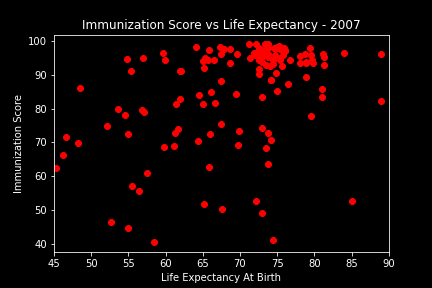 Immunization Score vs Life Expectancy - 2007
100
90
80
70
60
50
40
Immunization Score
45 50 55 60 65 70 75 80 85 90
Life Expectancy At Birth